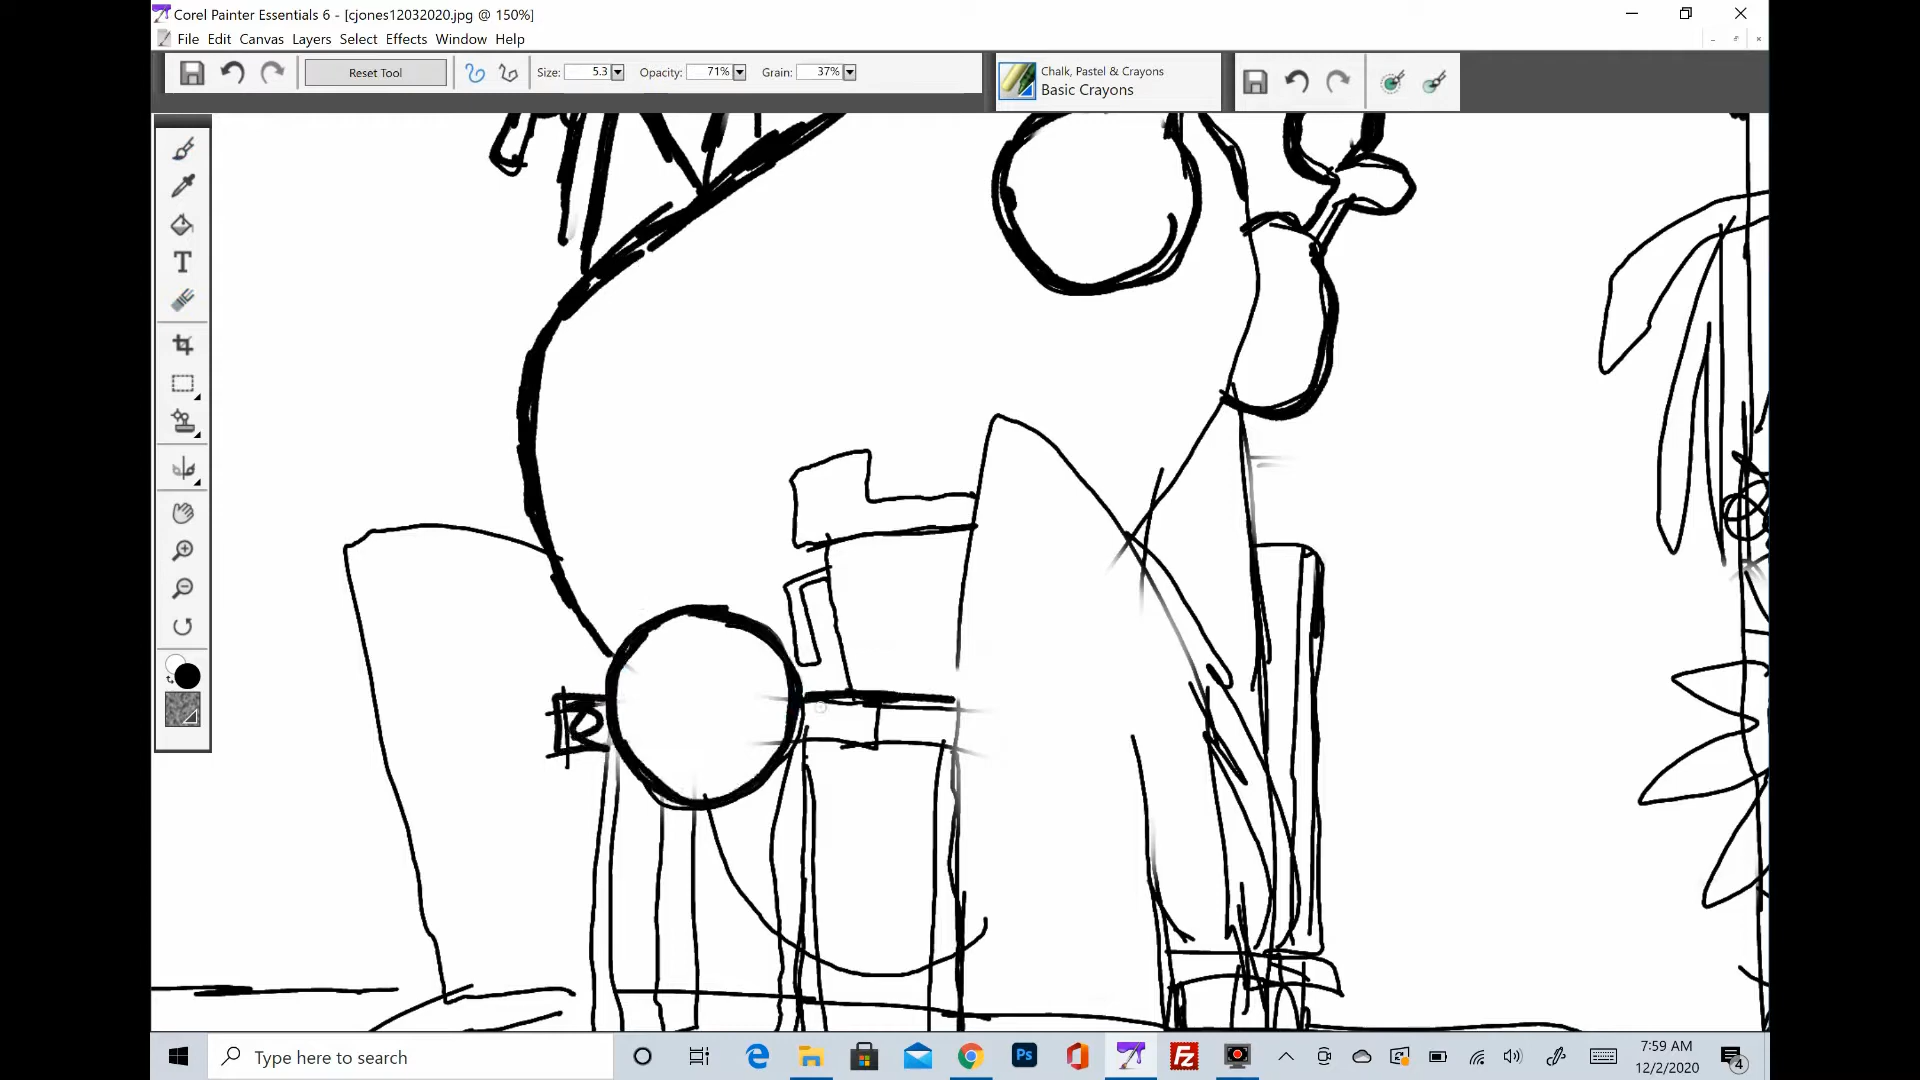 Corel Painter Essentials 6 - [cjones12032020.jpg @ 150%]
File Edit Canvas Layers Select Effects Window Help
Reset Tool Size: 5.3 Opacity: 71% Grain: 37%
Chalk, Pastel & Crayons
Basic Crayons
T
Type here to search
Ps
7:59 AM
12/2/2020
4